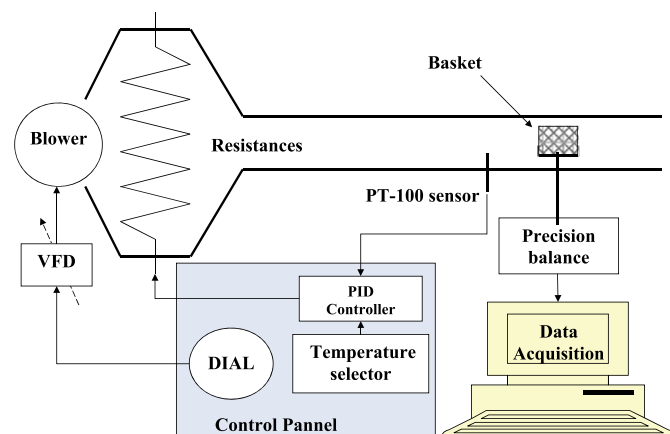 Basket
Blower
Resistances
PT-100 sensor
VFD
Precision
balance
PID
Controller
DIAL
Temperature
selector
Data
Acquisition
Control Pannel